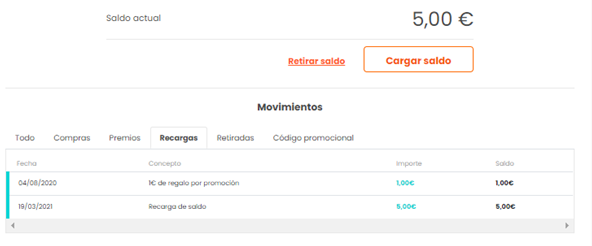 Saldo actual 5,00 €
Retirar saldo Cargar saldo
Movimientos
Todo Compras Premios Recargas Retiradas Código promocional
Fecha Concepto Importe Saldo
04/08/2020 1€ de regalo por promoción 1,00€ 1,00€
19/03/2021 Recarga de saldo 5,00€ 5,00€